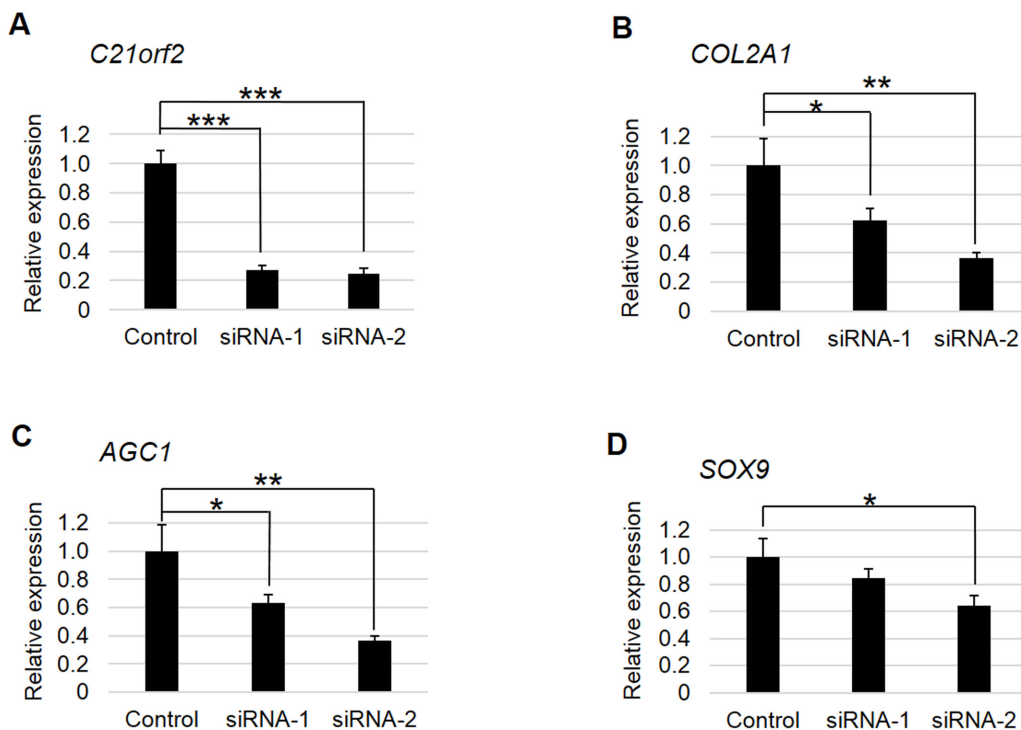 A
C21orf2
***
***
Relative expression
1.2
1.0
0.8
0.6
0.4
0.2
0
Control siRNA-1 siRNA-2
B
COL2A1
**
*
Relative expression
1.2
1.0
0.8
0.6
0.4
0.2
0
Control siRNA-1 siRNA-2
C
AGC1
**
*
Relative expression
1.2
1.0
0.8
0.6
0.4
0.2
0
Control siRNA-1 siRNA-2
D
SOX9
*
Relative expression
1.2
1.0
0.8
0.6
0.4
0.2
0
Control siRNA-1 siRNA-2